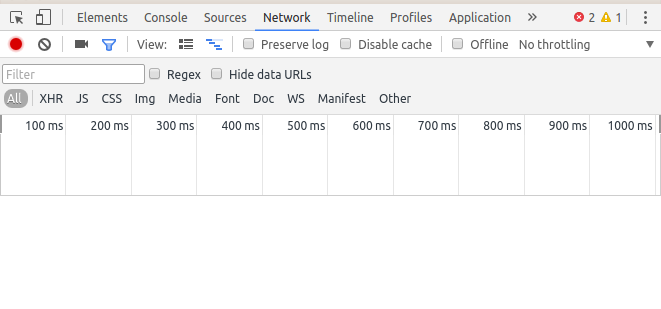 Elements Console Sources Network Timeline Profiles Application » 2 1
View: Preserve log Disable cache Offline No throttling
Filter Regex Hide data URLs
All XHR JS CSS Img Media Font Doc WS Manifest Other
100 ms 200 ms 300 ms 400 ms 500 ms 600 ms 700 ms 800 ms 900 ms 1000 ms